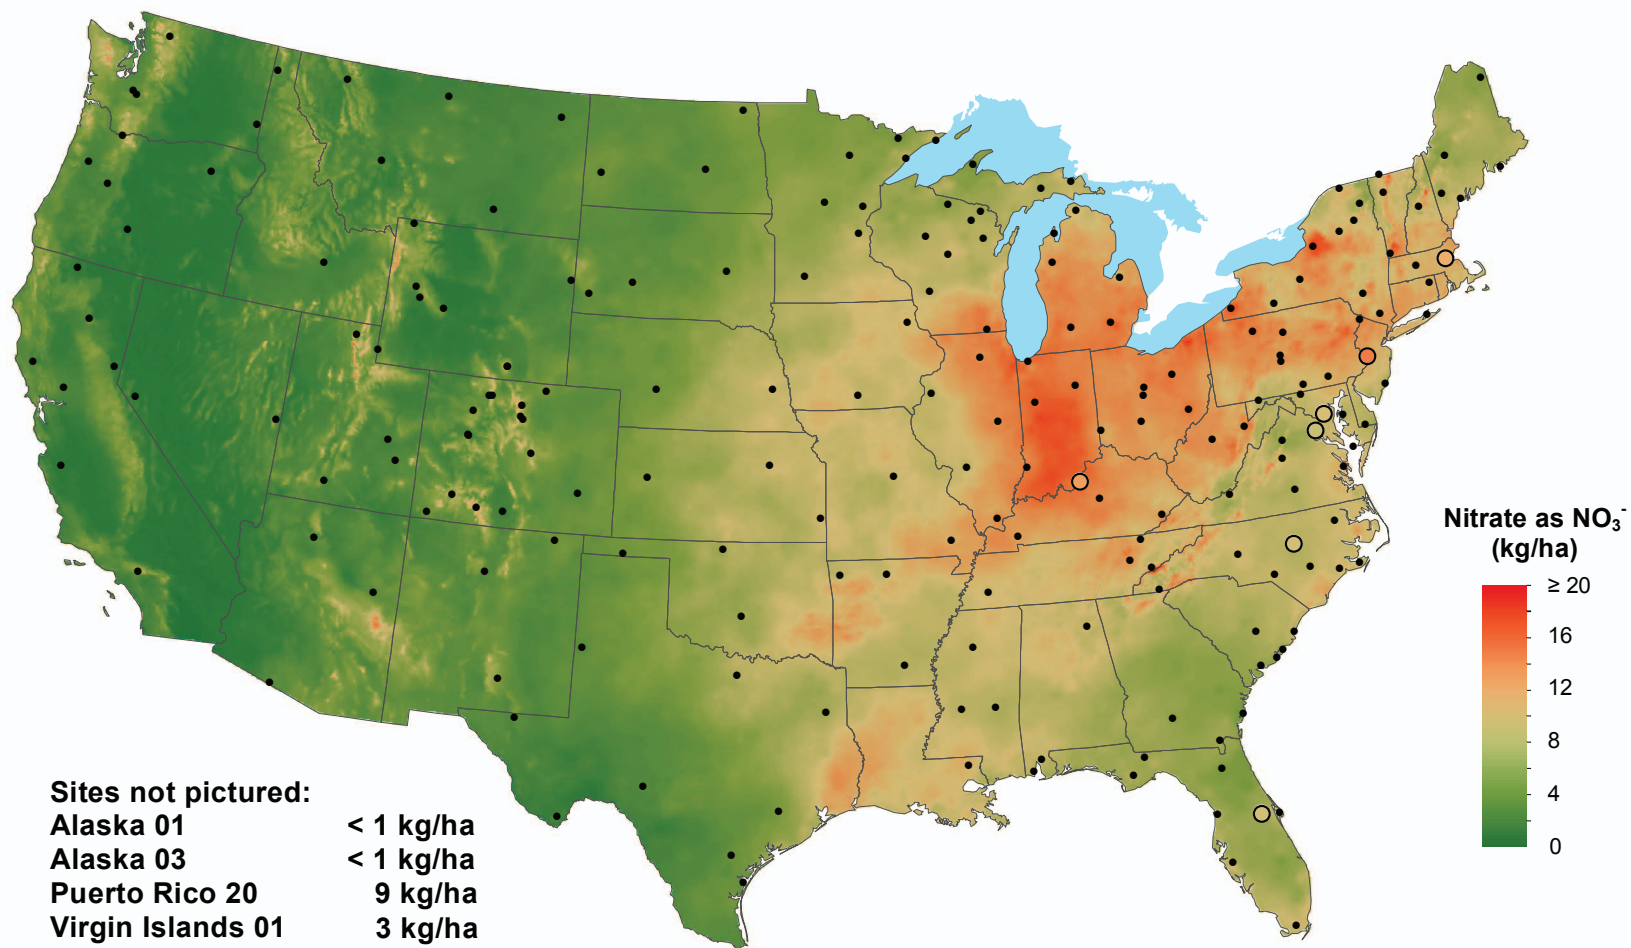 Nitrate as NO₃⁻
(kg/ha)
≥ 20
16
12
8
4
0
Sites not pictured:
Alaska 01 < 1 kg/ha
Alaska 03 < 1 kg/ha
Puerto Rico 20 9 kg/ha
Virgin Islands 01 3 kg/ha